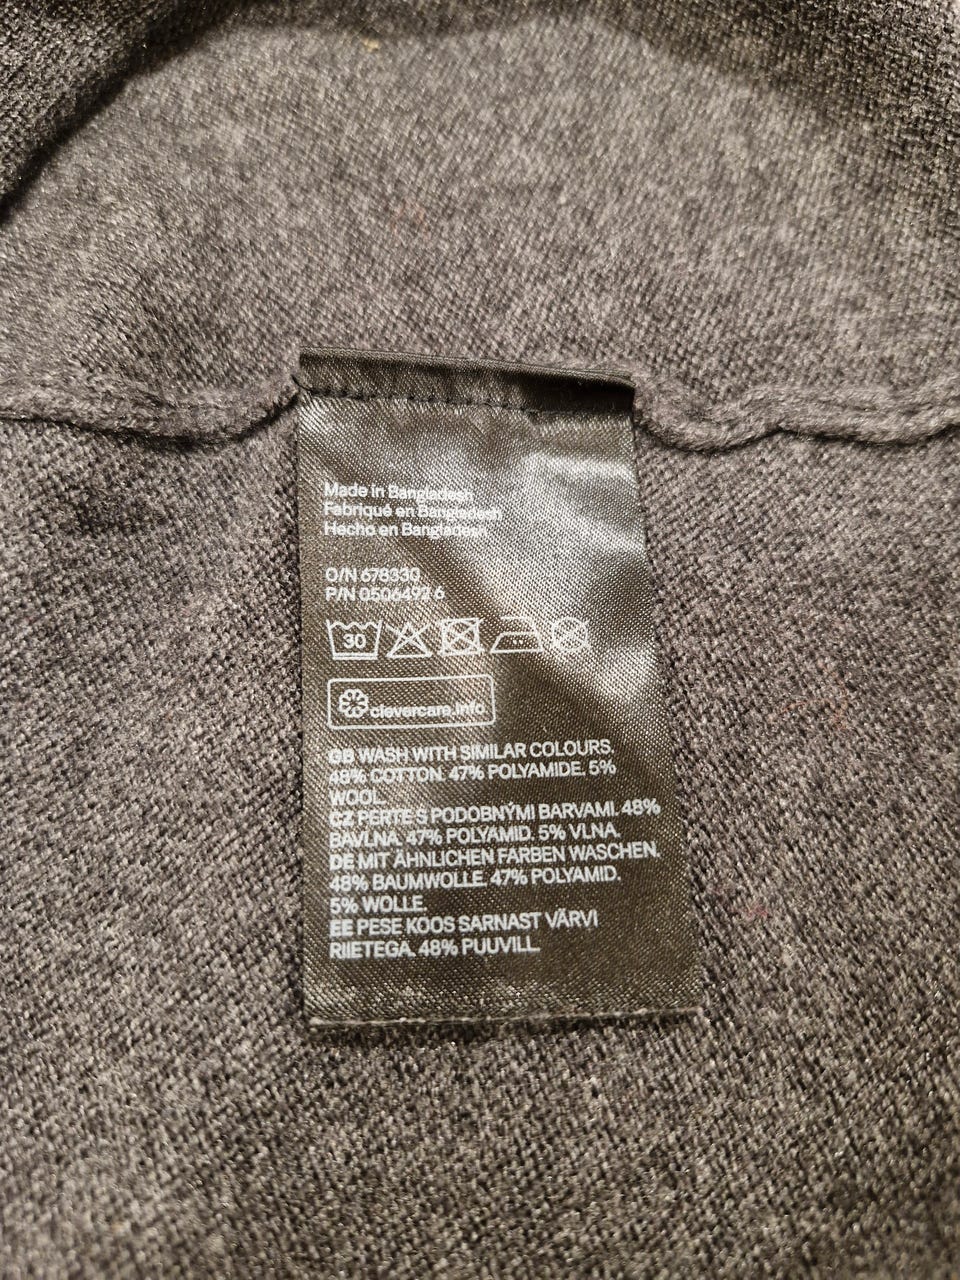 Made in Bangladesh
Fabriqué en Bangladesh
Hecho en Bangladesh
O/N 678330
P/N 0506492 6
30
clevercare.info
GB WASH WITH SIMILAR COLOURS.
48% COTTON. 47% POLYAMIDE. 5%
WOOL.
CZ PERTE S PODOBNÝMI BARVAMI. 48%
BAVLNA. 47% POLYAMID. 5% VLNA.
DE MIT ÄHNLICHEN FARBEN WASCHEN.
48% BAUMWOLLE. 47% POLYAMID.
5% WOLLE.
EE PESE KOOS SARNAST VÄRVI
RIIETEGA. 48% PUUVILL.